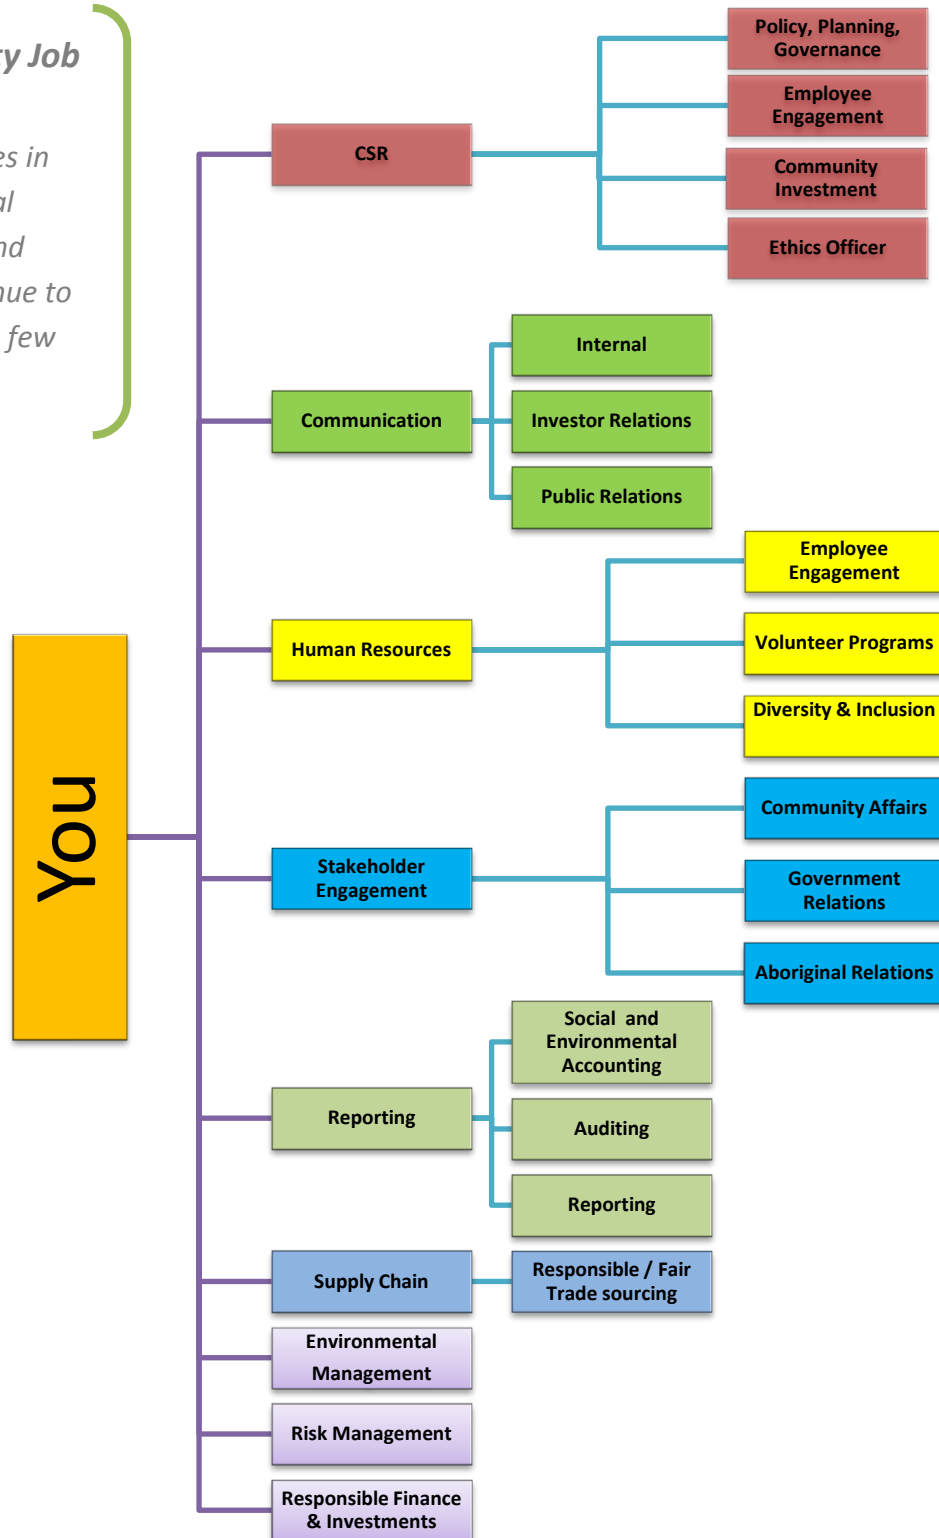 ty Job
es in
al
nd
nue to
few
You
CSR
Policy, Planning,
Governance
Employee
Engagement
Community
Investment
Ethics Officer
Communication
Internal
Investor Relations
Public Relations
Human Resources
Employee
Engagement
Volunteer Programs
Diversity & Inclusion
Stakeholder
Engagement
Community Affairs
Government
Relations
Aboriginal Relations
Reporting
Social and
Environmental
Accounting
Auditing
Reporting
Supply Chain
Responsible / Fair
Trade sourcing
Environmental
Management
Risk Management
Responsible Finance
& Investments